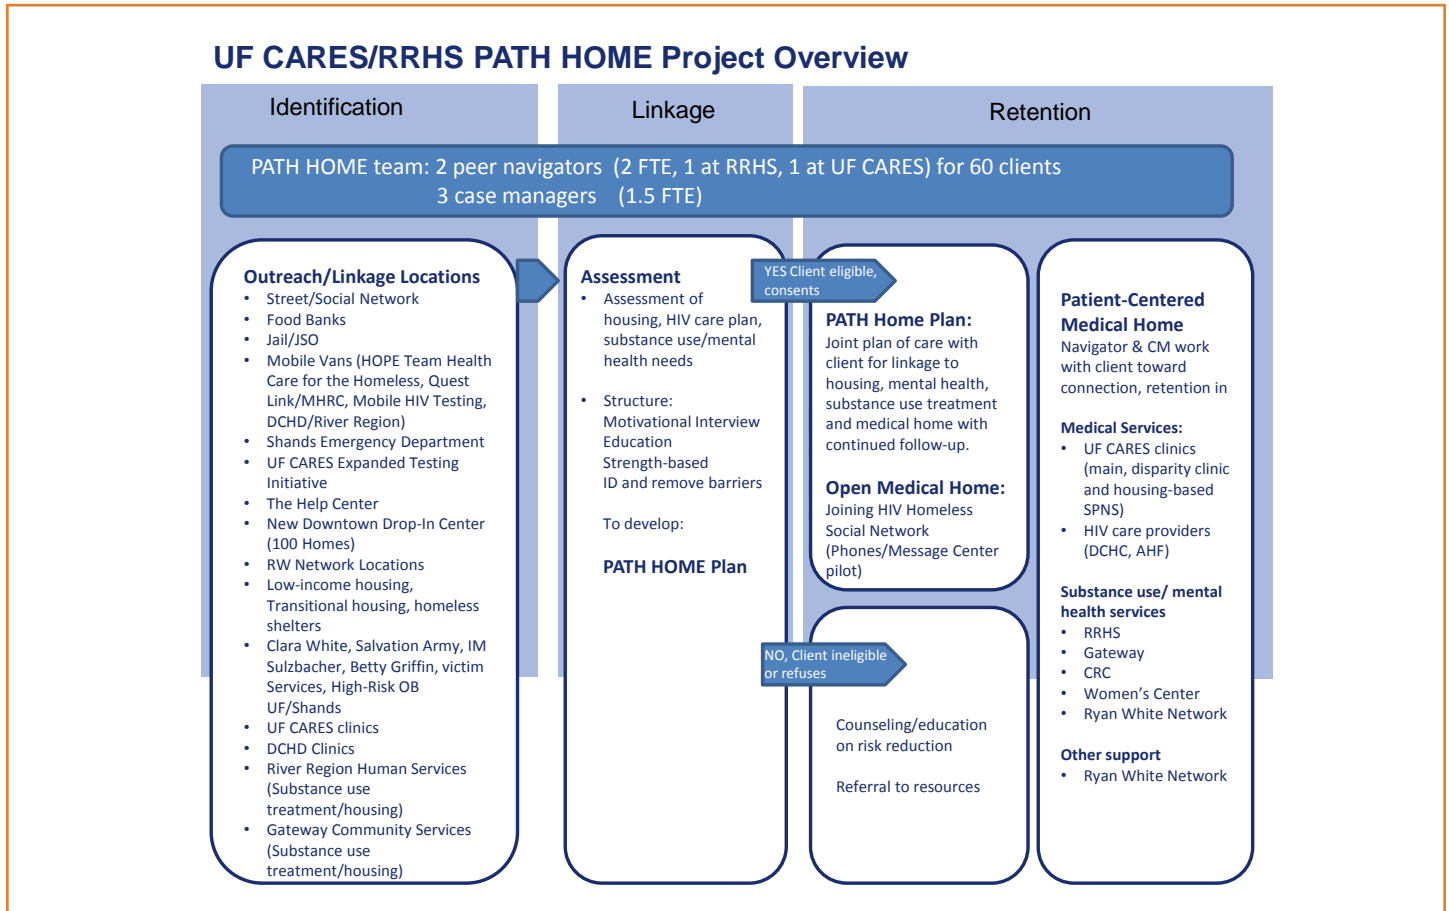 UF CARES/RRHS PATH HOME Project Overview
Identification
Linkage
Retention
PATH HOME team: 2 peer navigators (2 FTE, 1 at RRHS, 1 at UF CARES) for 60 clients
3 case managers (1.5 FTE)
Outreach/Linkage Locations
• Street/Social Network
• Food Banks
• Jail/JSO
• Mobile Vans (HOPE Team Health
Care for the Homeless, Quest
Link/MHRC, Mobile HIV Testing,
DCHD/River Region)
• Shands Emergency Department
• UF CARES Expanded Testing
Initiative
• The Help Center
• New Downtown Drop-In Center
(100 Homes)
• RW Network Locations
• Low-income housing,
Transitional housing, homeless
shelters
• Clara White, Salvation Army, IM
Sulzbacher, Betty Griffin, victim
Services, High-Risk OB
UF/Shands
• UF CARES clinics
• DCHD Clinics
• River Region Human Services
(Substance use
treatment/housing)
• Gateway Community Services
(Substance use
treatment/housing)
Assessment
• Assessment of
housing, HIV care plan,
substance use/mental
health needs
• Structure:
Motivational Interview
Education
Strength-based
ID and remove barriers
To develop:
PATH HOME Plan
YES Client eligible,
consents
PATH Home Plan:
Joint plan of care with
client for linkage to
housing, mental health,
substance use treatment
and medical home with
continued follow-up.
Open Medical Home:
Joining HIV Homeless
Social Network
(Phones/Message Center
pilot)
NO, Client ineligible
or refuses
Counseling/education
on risk reduction
Referral to resources
Patient-Centered
Medical Home
Navigator & CM work
with client toward
connection, retention in
Medical Services:
• UF CARES clinics
(main, disparity clinic
and housing-based
SPNS)
• HIV care providers
(DCHC, AHF)
Substance use/ mental
health services
• RRHS
• Gateway
• CRC
• Women’s Center
• Ryan White Network
Other support
• Ryan White Network